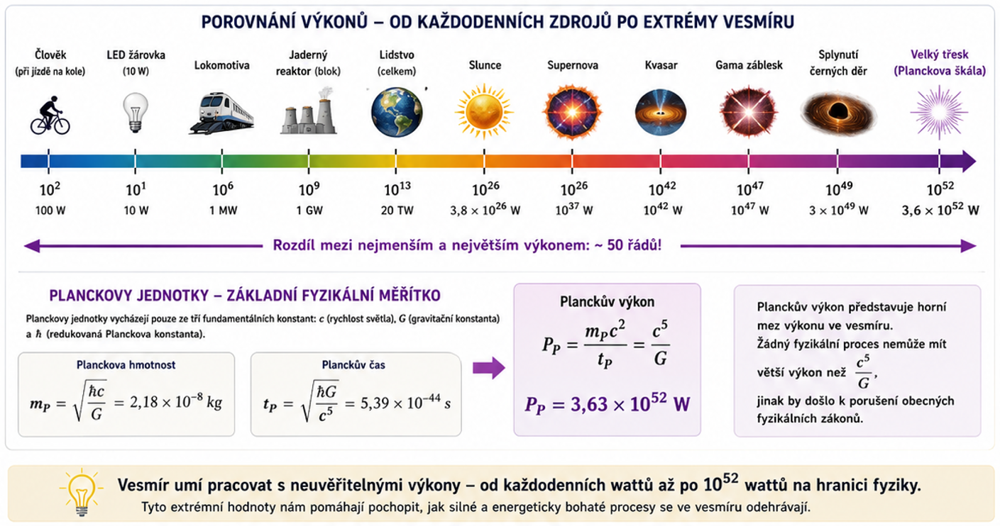 POROVNÁNÍ VÝKONŮ – OD KAŽDODENNÍCH ZDROJŮ PO EXTRÉMY VESMÍRU
Člověk
(při jízdě na kole)
LED žárovka
(10 W)
Lokomotiva
Jaderný
reaktor (blok)
Lidstvo
(celkem)
Slunce
Supernova
Kvasar
Gama záblesk
Splynutí
černých děr
Velký třesk
(Planckova škála)
10² 10¹ 10⁶ 10⁹ 10¹³ 10²⁶ 10²⁶ 10⁴² 10⁴⁷ 10⁴⁹ 10⁵²
100 W 10 W 1 MW 1 GW 20 TW 3,8 × 10²⁶ W 10³⁷ W 10⁴² W 10⁴⁷ W 3 × 10⁴⁹ W 3,6 × 10⁵² W
Rozdíl mezi nejmenším a největším výkonem: ~ 50 řádů!
PLANCKOVY JEDNOTKY – ZÁKLADNÍ FYZIKÁLNÍ MĚŘÍTKO
Planckovy jednotky vycházejí pouze ze tří fundamentálních konstant: c (rychlost světla), G (gravitační konstanta)
a ħ (redukovaná Planckova konstanta).
Planckova hmotnost
m_P = √(ħc/G) = 2,18 × 10⁻⁸ kg
Planckův čas
t_P = √(ħG/c⁵) = 5,39 × 10⁻⁴⁴ s
Planckův výkon
P_P = m_P c²/t_P = c⁵/G
P_P = 3,63 × 10⁵² W
Planckův výkon představuje horní
mez výkonu ve vesmíru.
Žádný fyzikální proces nemůže mít
větší výkon než c⁵/G,
jinak by došlo k porušení obecných
fyzikálních zákonů.
Vesmír umí pracovat s neuvěřitelnými výkony – od každodenních wattů až po 10⁵² wattů na hranici fyziky.
Tyto extrémní hodnoty nám pomáhají pochopit, jak silné a energeticky bohaté procesy se ve vesmíru odehrávají.